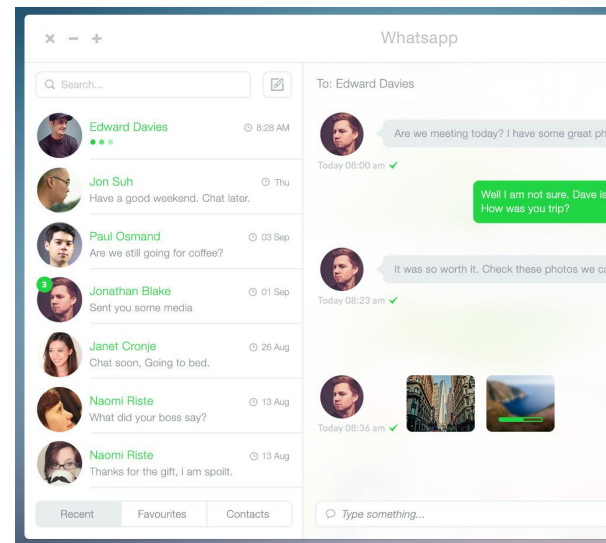 Whatsapp
Search...
Edward Davies 8:28 AM
Jon Suh Thu
Have a good weekend. Chat later.
Paul Osmand 03 Sep
Are we still going for coffee?
3
Jonathan Blake 01 Sep
Sent you some media
Janet Cronje 26 Aug
Chat soon, Going to bed.
Naomi Riste 13 Aug
What did your boss say?
Naomi Riste 13 Aug
Thanks for the gift, i am spoilt.
Recent Favourites Contacts
To: Edward Davies
Are we meeting today? I have some great ph
Today 08:00 am
Well I am not sure. Dave is
How was you trip?
It was so worth it. Check these photos we ca
Today 08:23 am
Today 08:36 am
Type something...